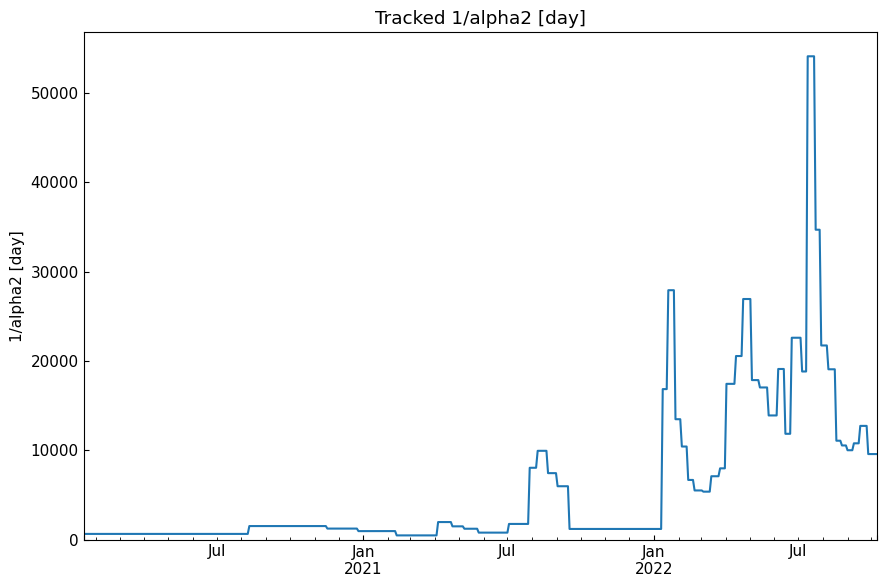 Tracked 1/alpha2 [day]
1/alpha2 [day]
50000
40000
30000
20000
10000
0
Jul
Jan
2021
Jul
Jan
2022
Jul